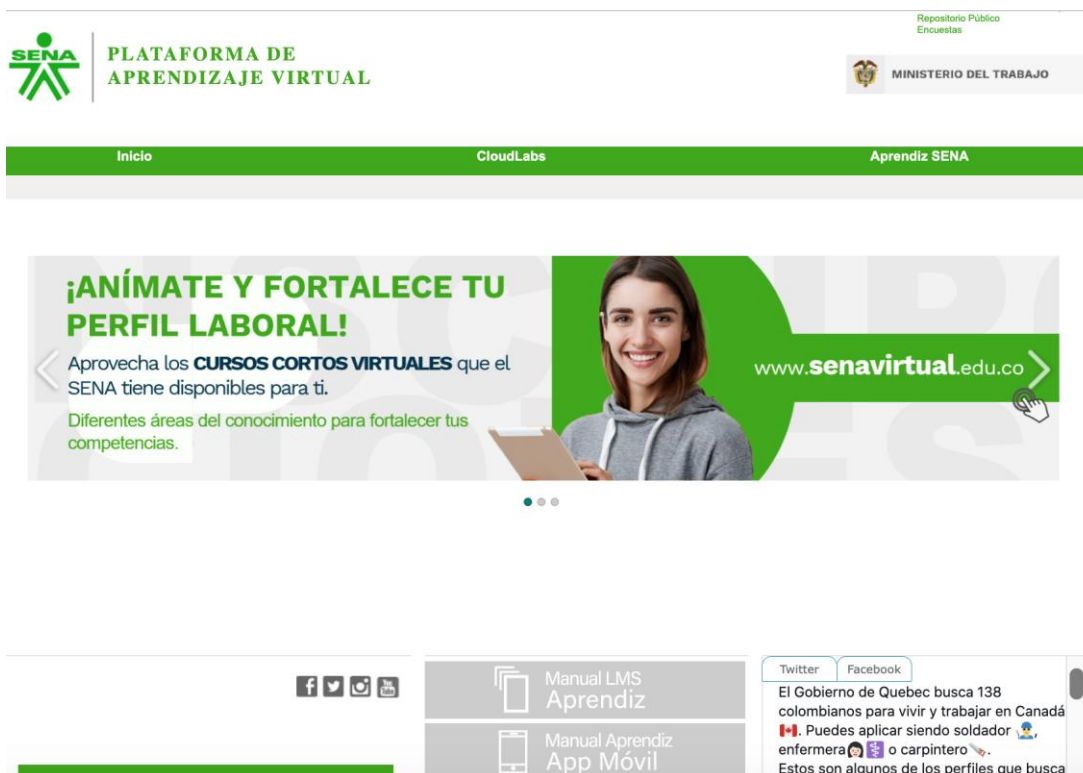 Repositorio Público
Encuestas
SENA
PLATAFORMA DE
APRENDIZAJE VIRTUAL
MINISTERIO DEL TRABAJO
Inicio
CloudLabs
Aprendiz SENA
¡ANÍMATE Y FORTALECE TU
PERFIL LABORAL!
Aprovecha los CURSOS CORTOS VIRTUALES que el
SENA tiene disponibles para ti.
Diferentes áreas del conocimiento para fortalecer tus
competencias.
www.senavirtual.edu.co
Manual LMS
Aprendiz
Manual Aprendiz
App Móvil
Twitter
Facebook
El Gobierno de Quebec busca 138
colombianos para vivir y trabajar en Canadá
🇨🇦. Puedes aplicar siendo soldador 👨‍🏭,
enfermera👩⚕️ o carpintero🪚.
Estos son algunos de los perfiles que busca